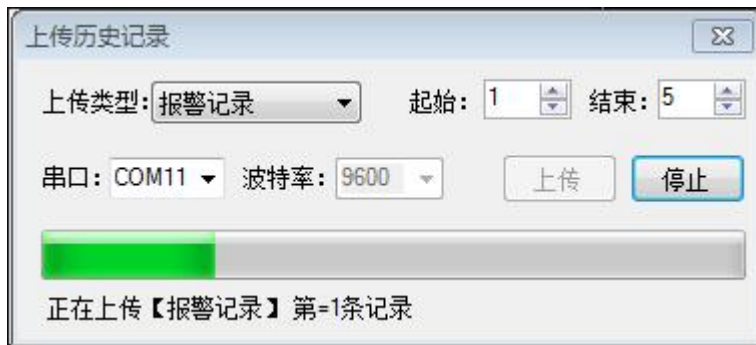 上传历史记录
上传类型: 报警记录 起始: 1 结束: 5
串口: COM11 波特率: 9600 上传 停止
正在上传【报警记录】第=1条记录